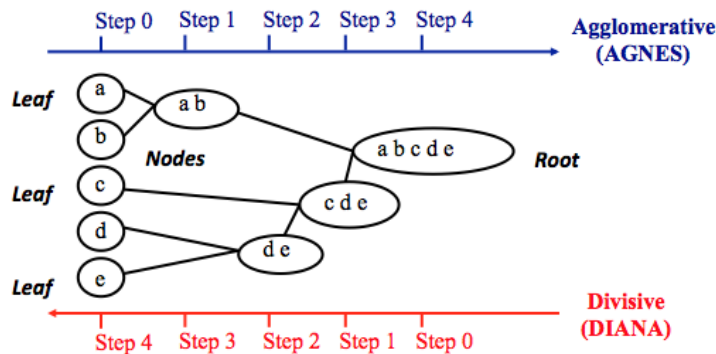 Step 0 Step 1 Step 2 Step 3 Step 4
Agglomerative
(AGNES)
Leaf
a
a b
b
Nodes
a b c d e
Root
Leaf
c
c d e
d
d e
Leaf
e
Divisive
(DIANA)
Step 4 Step 3 Step 2 Step 1 Step 0